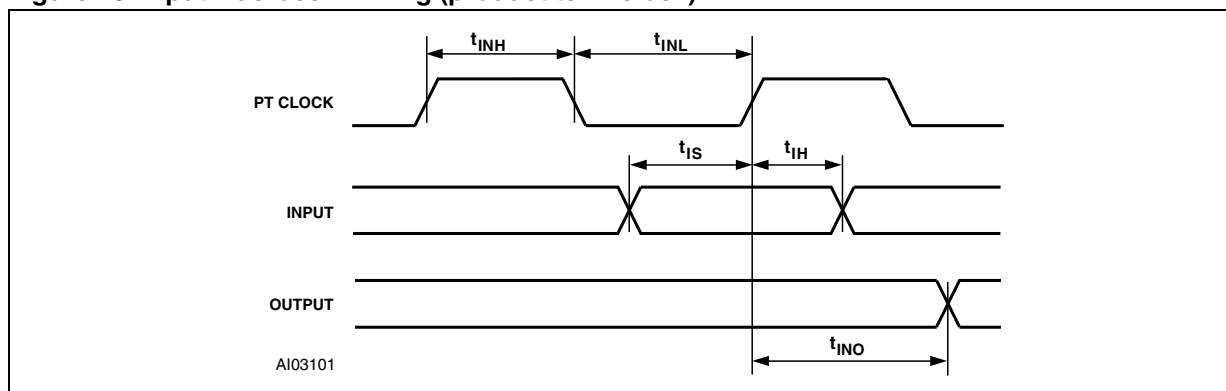 tINH tINL
PT CLOCK
tIS tIH
INPUT
OUTPUT
tINO
AI03101